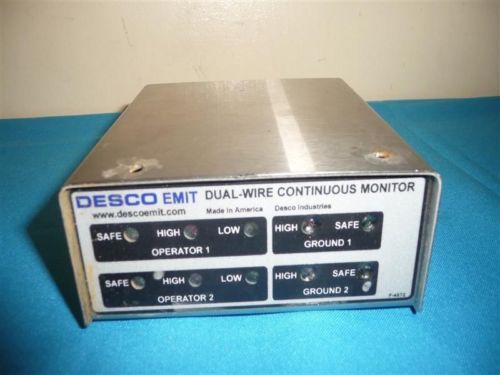 DESCO EMIT DUAL-WIRE CONTINUOUS MONITOR
www.descoemit.com Made in America Desco Industries
SAFE HIGH LOW HIGH SAFE
OPERATOR 1 GROUND 1
SAFE HIGH LOW HIGH SAFE
OPERATOR 2 GROUND 2